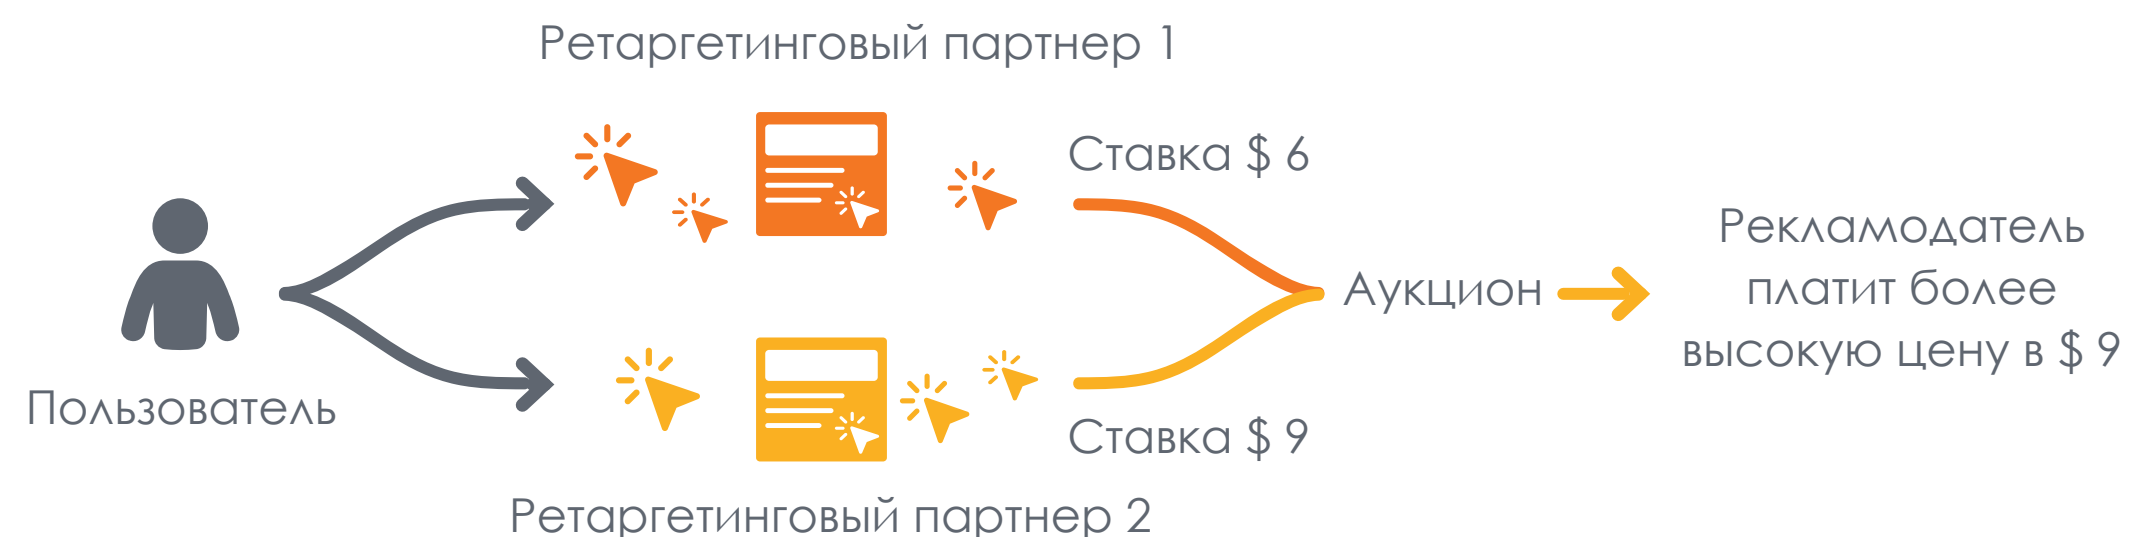 Ретаргетинговый партнер 1
Ставка $ 6
Пользователь
Аукцион
Рекламодатель
платит более
высокую цену в $ 9
Ставка $ 9
Ретаргетинговый партнер 2